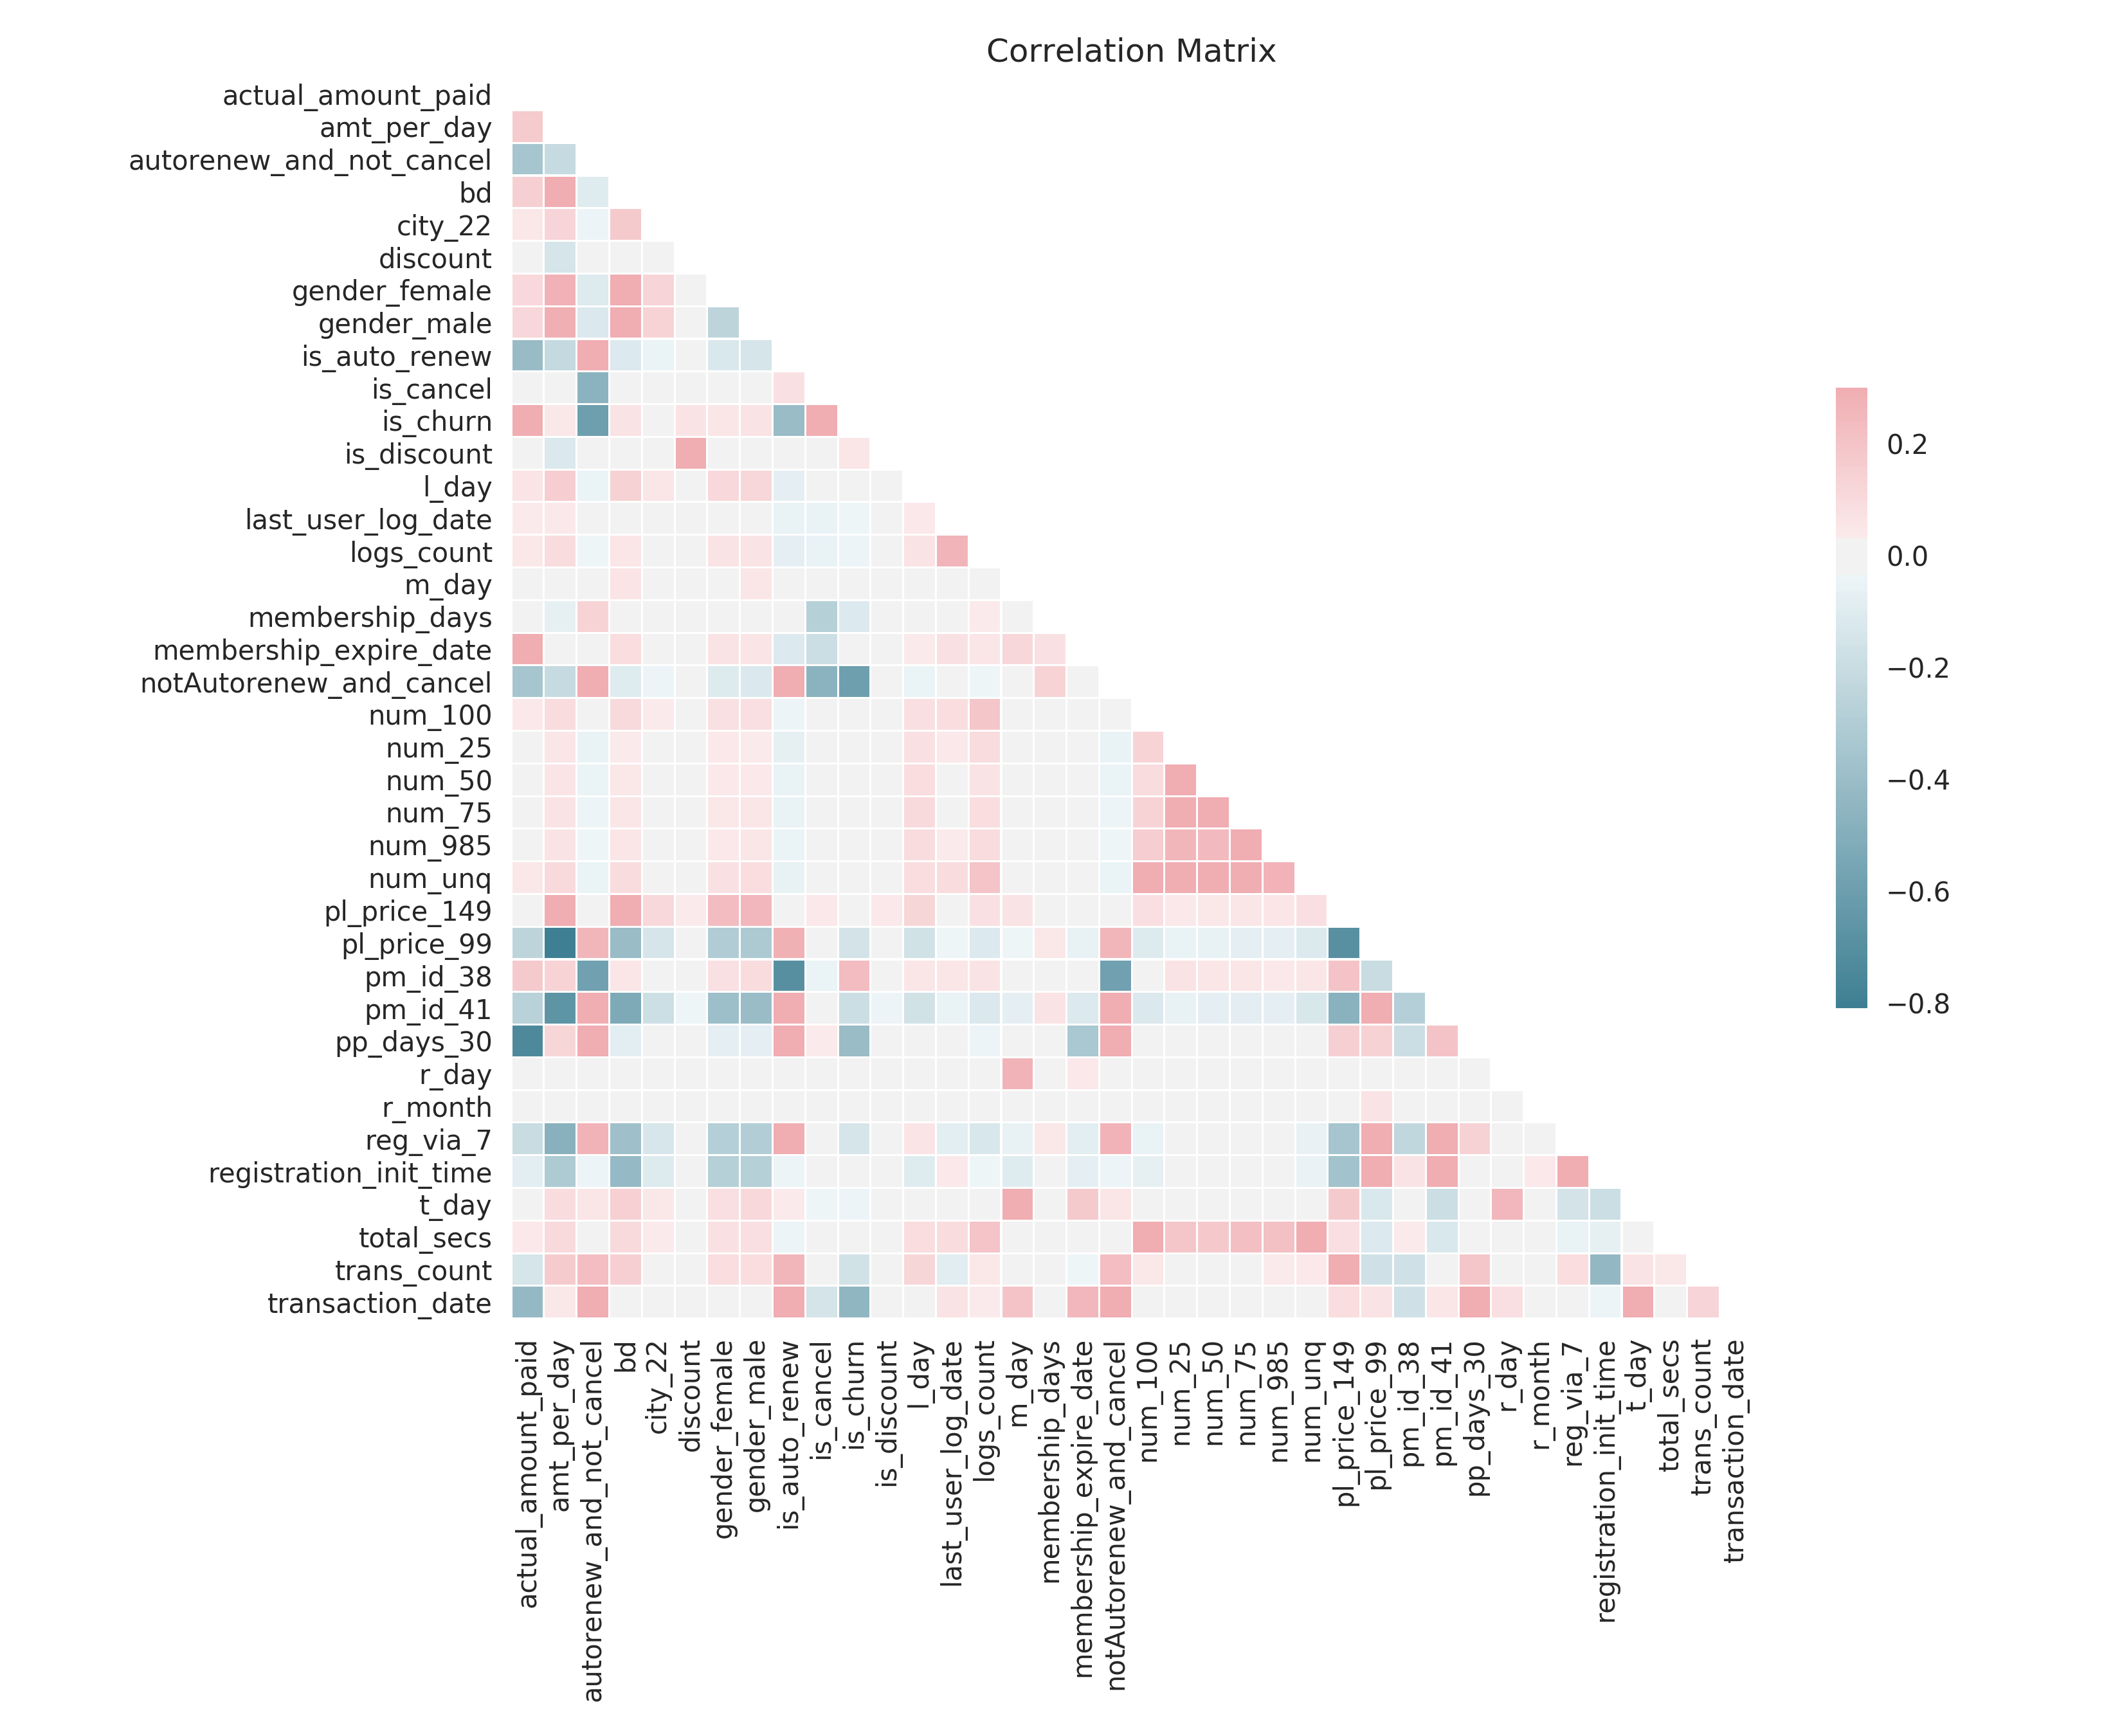 Correlation Matrix
actual_amount_paid
amt_per_day
autorenew_and_not_cancel
bd
city_22
discount
gender_female
gender_male
is_auto_renew
is_cancel
is_churn
is_discount
l_day
last_user_log_date
logs_count
m_day
membership_days
membership_expire_date
notAutorenew_and_cancel
num_100
num_25
num_50
num_75
num_985
num_unq
pl_price_149
pl_price_99
pm_id_38
pm_id_41
pp_days_30
r_day
r_month
reg_via_7
registration_init_time
t_day
total_secs
trans_count
transaction_date
actual_amount_paid
amt_per_day
autorenew_and_not_cancel
bd
city_22
discount
gender_female
gender_male
is_auto_renew
is_cancel
is_churn
is_discount
l_day
last_user_log_date
logs_count
m_day
membership_days
membership_expire_date
notAutorenew_and_cancel
num_100
num_25
num_50
num_75
num_985
num_unq
pl_price_149
pl_price_99
pm_id_38
pm_id_41
pp_days_30
r_day
r_month
reg_via_7
registration_init_time
t_day
total_secs
trans_count
transaction_date
0.2
0.0
−0.2
−0.4
−0.6
−0.8